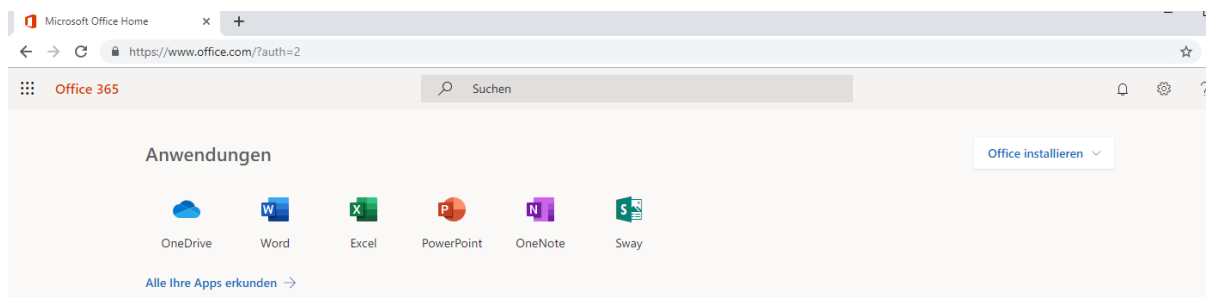 Microsoft Office Home
https://www.office.com/?auth=2
Office 365 Suchen
Anwendungen Office installieren
OneDrive Word Excel PowerPoint OneNote Sway
Alle Ihre Apps erkunden →